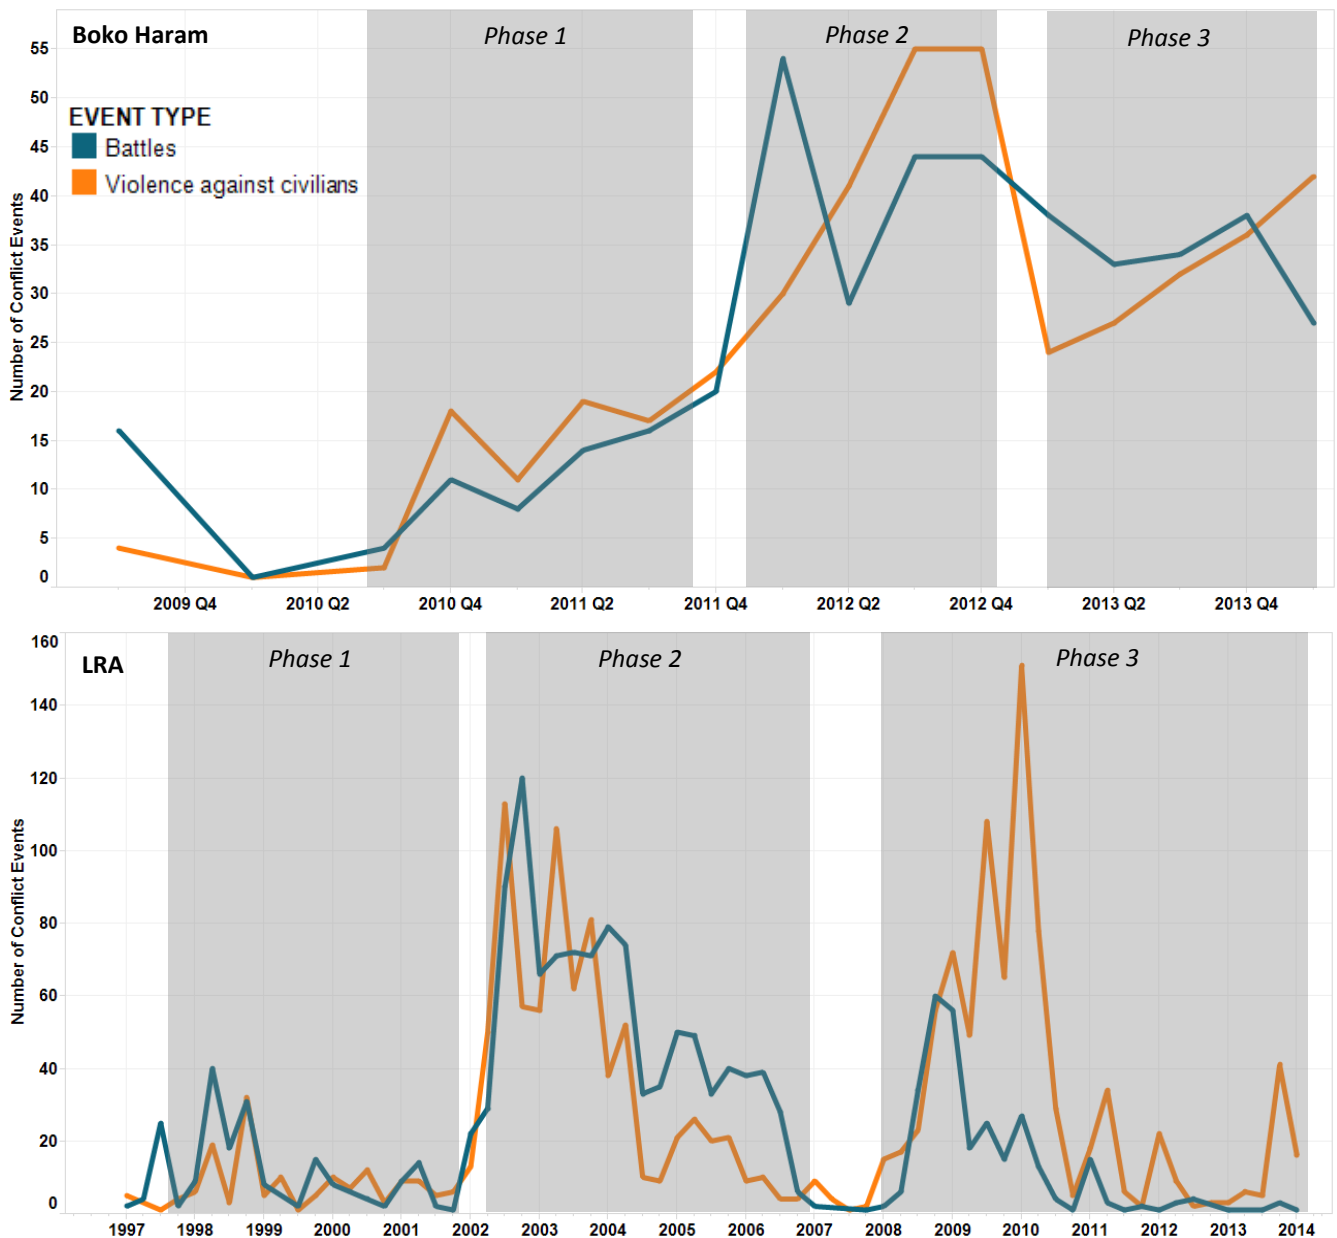 Boko Haram
Phase 1
Phase 2
Phase 3
EVENT TYPE
Battles
Violence against civilians
Number of Conflict Events
55
50
45
40
35
30
25
20
15
10
5
0
2009 Q4 2010 Q2 2010 Q4 2011 Q2 2011 Q4 2012 Q2 2012 Q4 2013 Q2 2013 Q4
LRA
Phase 1
Phase 2
Phase 3
Number of Conflict Events
160
140
120
100
80
60
40
20
0
1997 1998 1999 2000 2001 2002 2003 2004 2005 2006 2007 2008 2009 2010 2011 2012 2013 2014